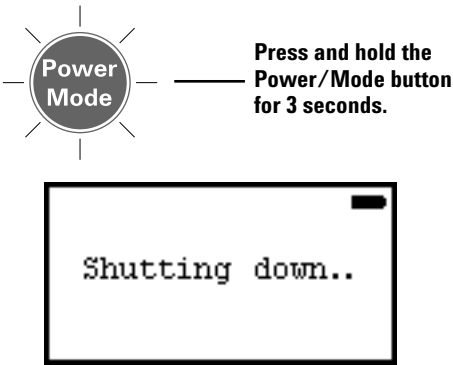 Power
Mode
Press and hold the
Power/Mode button
for 3 seconds.
Shutting down..